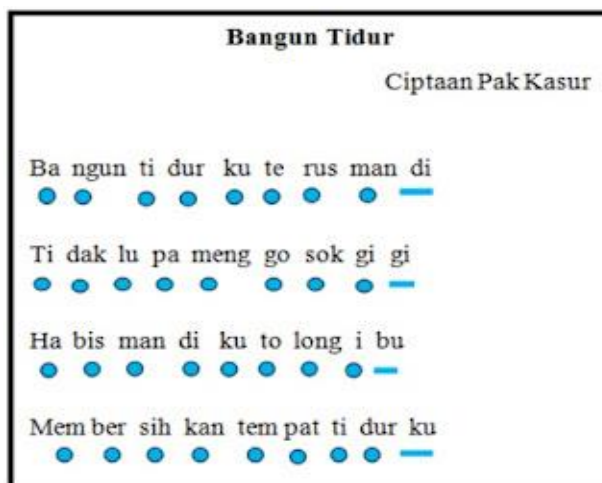 Bangun Tidur
Ciptaan Pak Kasur
Ba ngun ti dur ku te rus man di
Ti dak lu pa meng go sok gi gi
Ha bis man di ku to long i bu
Mem ber sih kan tem pat ti dur ku